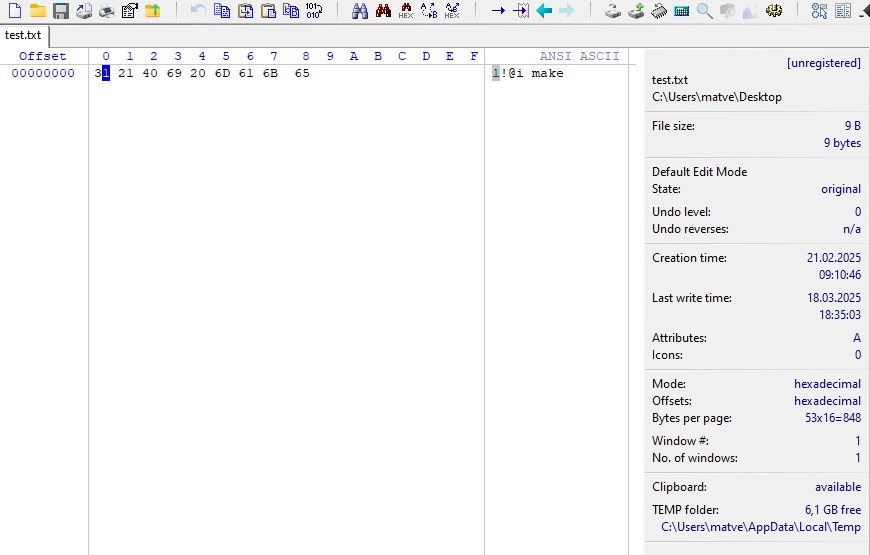 HEX HEX 101 010
test.txt
Offset 0 1 2 3 4 5 6 7 8 9 A B C D E F ANSI ASCII
00000000 31 21 40 69 20 6D 61 6B 65 1!@i make
[unregistered]
test.txt
C:\Users\matve\Desktop
File size: 9 B
9 bytes
Default Edit Mode
State: original
Undo level: 0
Undo reverses: n/a
Creation time: 21.02.2025
09:10:46
Last write time: 18.03.2025
18:35:03
Attributes: A
Icons: 0
Mode: hexadecimal
Offsets: hexadecimal
Bytes per page: 53x16=848
Window #: 1
No. of windows: 1
Clipboard: available
TEMP folder: 6,1 GB free
C:\Users\matve\AppData\Local\Temp